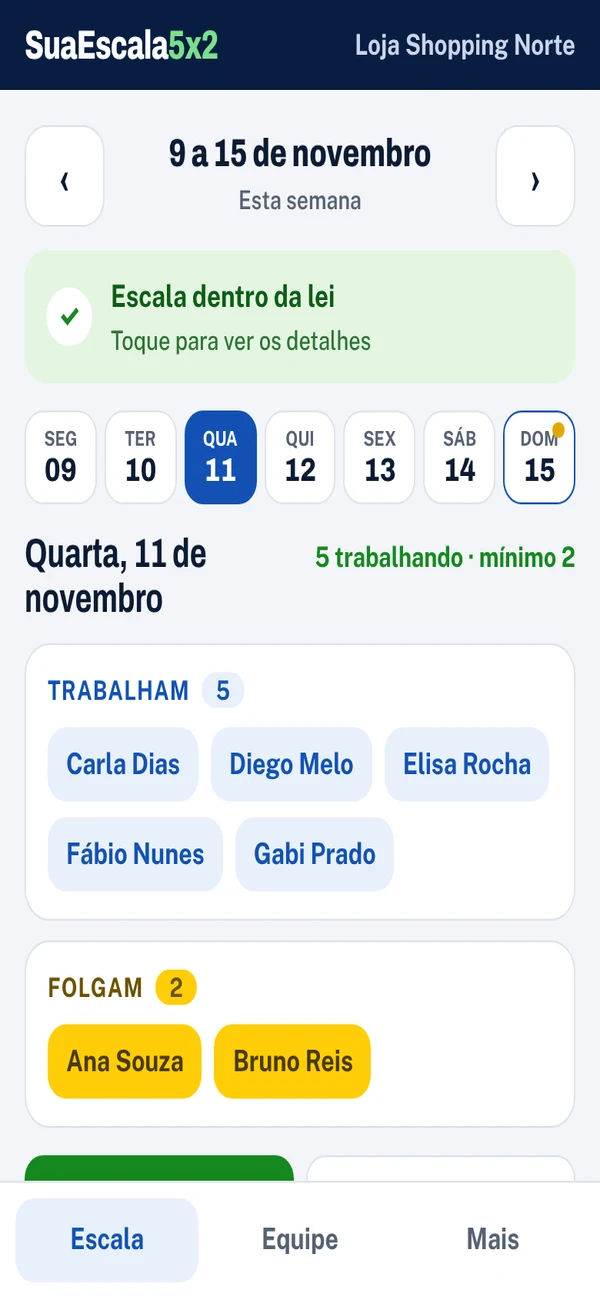 SuaEscala5x2
Loja Shopping Norte
‹
9 a 15 de novembro
Esta semana
›
Escala dentro da lei
Toque para ver os detalhes
SEG TER QUA QUI SEX SÁB DOM
09 10 11 12 13 14 15
Quarta, 11 de
novembro
5 trabalhando · mínimo 2
TRABALHAM 5
Carla Dias Diego Melo Elisa Rocha
Fábio Nunes Gabi Prado
FOLGAM 2
Ana Souza Bruno Reis
Escala Equipe Mais